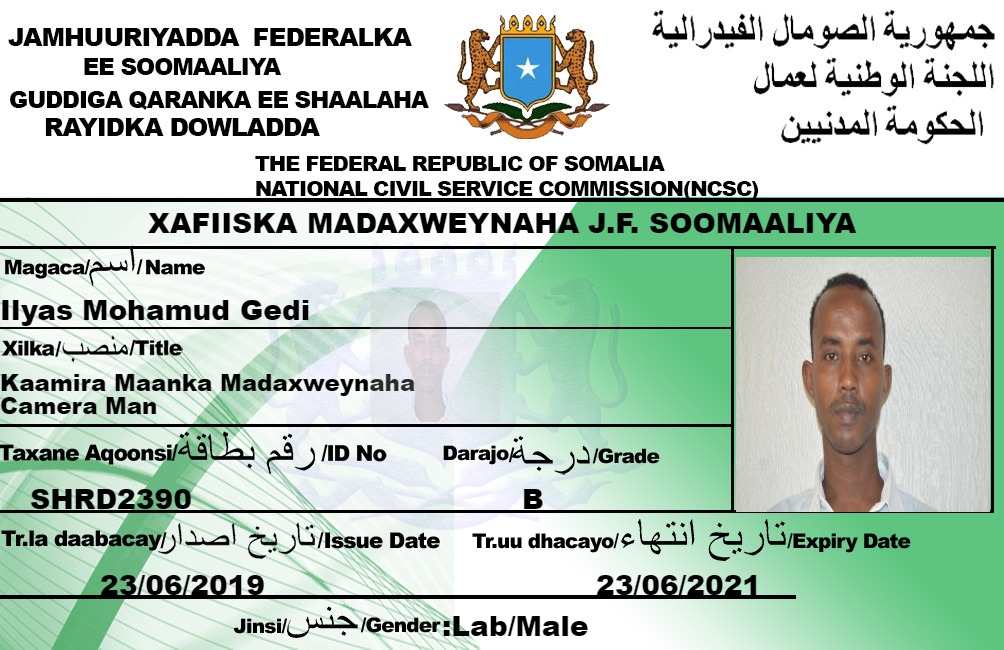 JAMHUURIYADDA FEDERALKA
EE SOOMAALIYA
GUDDIGA QARANKA EE SHAALAHA
RAYIDKA DOWLADDA
جمهورية الصومال الفيدرالية
اللجنة الوطنية لعمال
الحكومة المدنيين
THE FEDERAL REPUBLIC OF SOMALIA
NATIONAL CIVIL SERVICE COMMISSION(NCSC)
XAFIISKA MADAXWEYNAHA J.F. SOOMAALIYA
Magaca/اسم/Name
Ilyas Mohamud Gedi
Xilka/منصب/Title
Kaamira Maanka Madaxweynaha
Camera Man
Taxane Aqoonsi/رقم بطاقة/ID No
SHRD2390
Darajo/درجة/Grade
B
Tr.la daabacay/تاريخ اصدار/Issue Date
23/06/2019
Tr.uu dhacayo/تاريخ انتهاء/Expiry Date
23/06/2021
Jinsi/جنس/Gender:Lab/Male